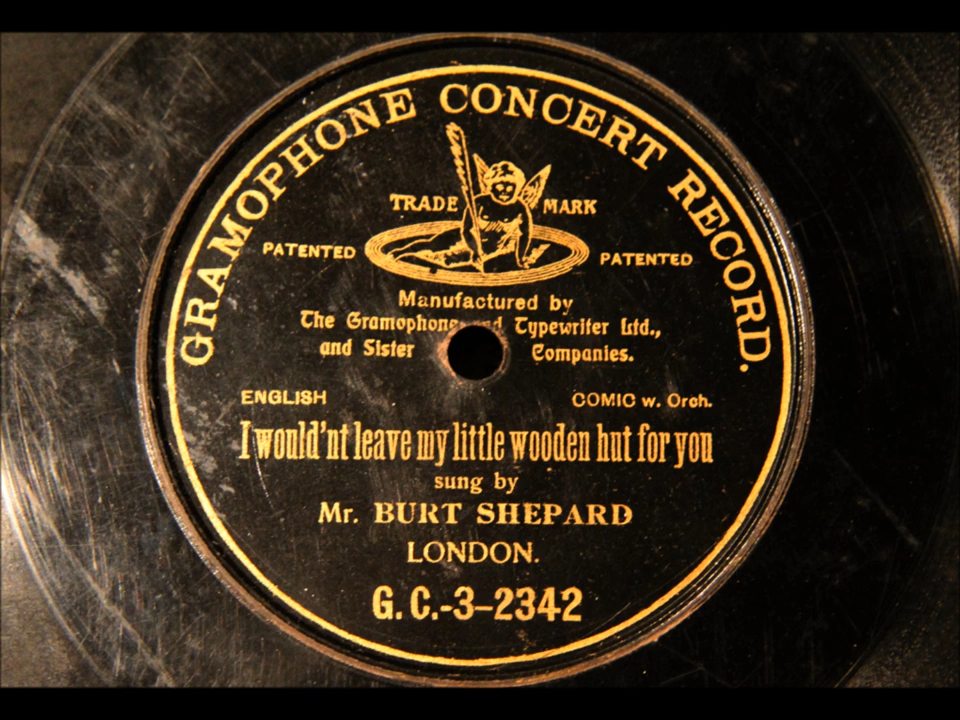 GRAMOPHONE CONCERT RECORD.
TRADE MARK
PATENTED PATENTED
Manufactured by
The Gramophone and Typewriter Ltd.,
and Sister Companies.
ENGLISH COMIC w. Orch.
I would'nt leave my little wooden hut for you
sung by
Mr. BURT SHEPARD
LONDON.
G.C.-3-2342